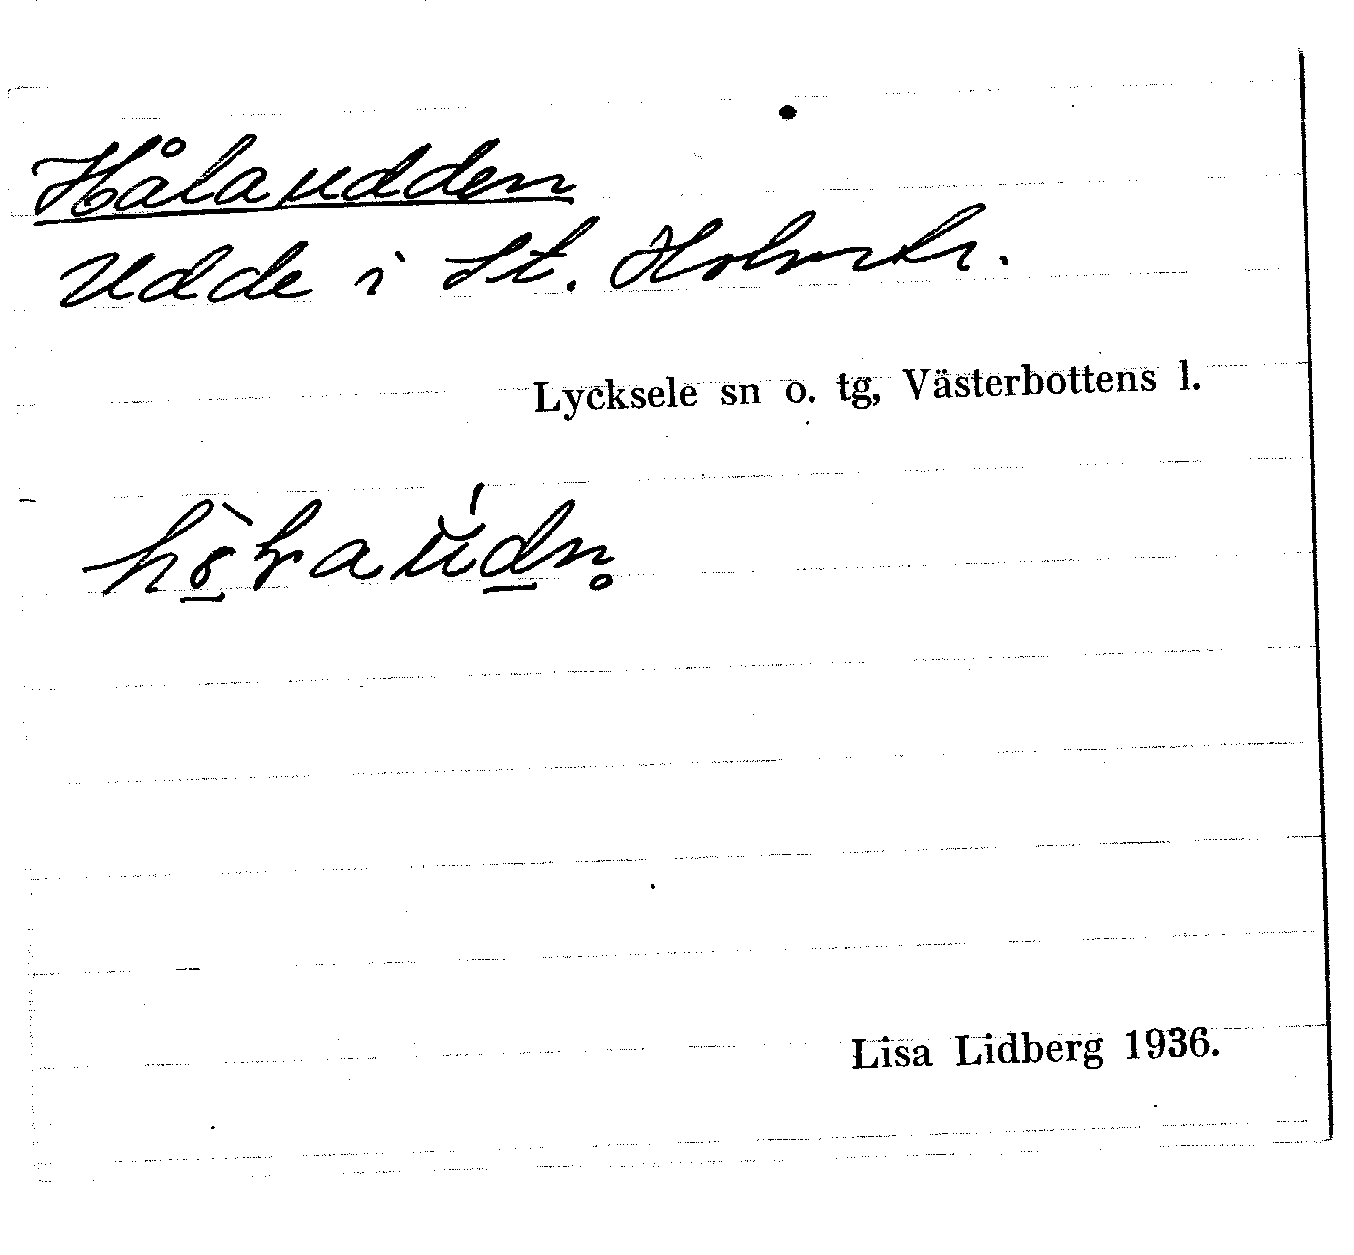 Hålaudden
Udde i St. Holmtr.
Lycksele sn o. tg, Västerbottens l.
Lisa Lidberg 1936.